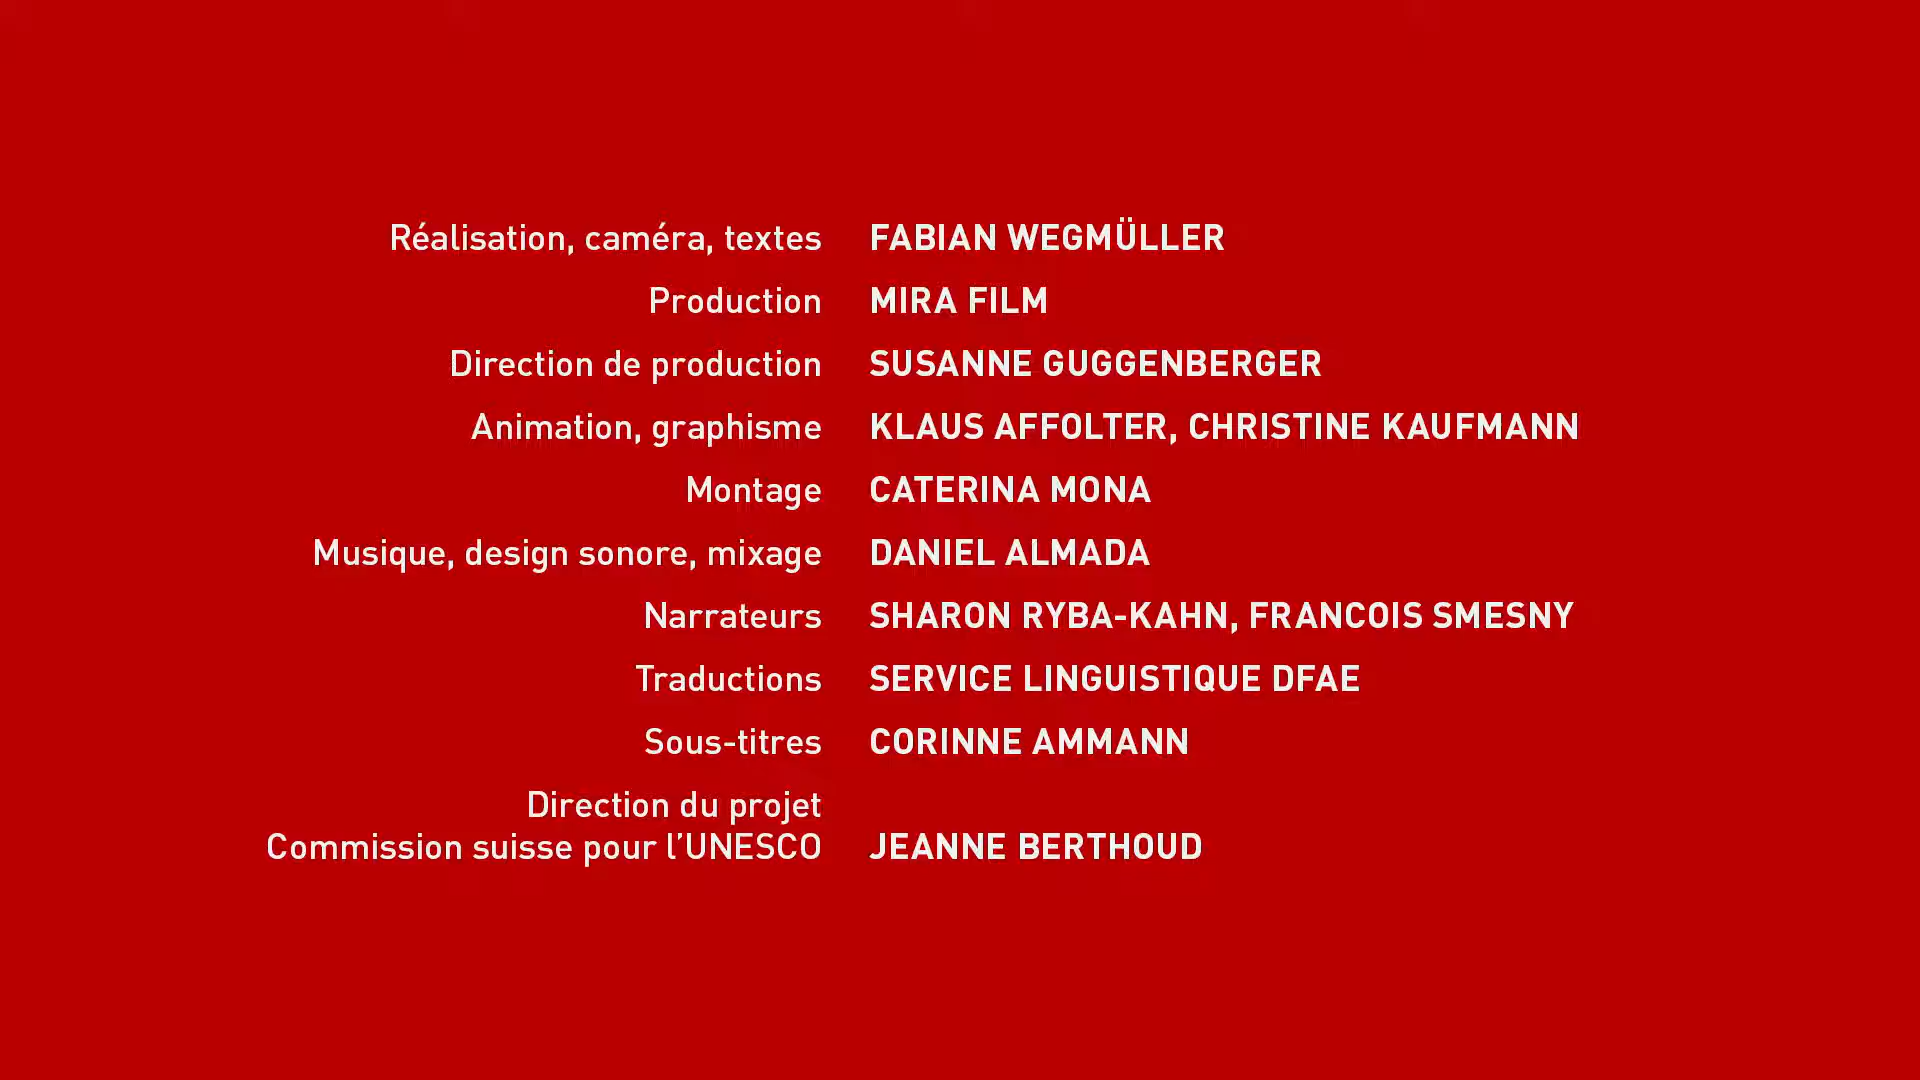 Réalisation, caméra, textes FABIAN WEGMÜLLER
Production MIRA FILM
Direction de production SUSANNE GUGGENBERGER
Animation, graphisme KLAUS AFFOLTER, CHRISTINE KAUFMANN
Montage CATERINA MONA
Musique, design sonore, mixage DANIEL ALMADA
Narrateurs SHARON RYBA-KAHN, FRANCOIS SMESNY
Traductions SERVICE LINGUISTIQUE DFAE
Sous-titres CORINNE AMMANN
Direction du projet
Commission suisse pour l’UNESCO JEANNE BERTHOUD